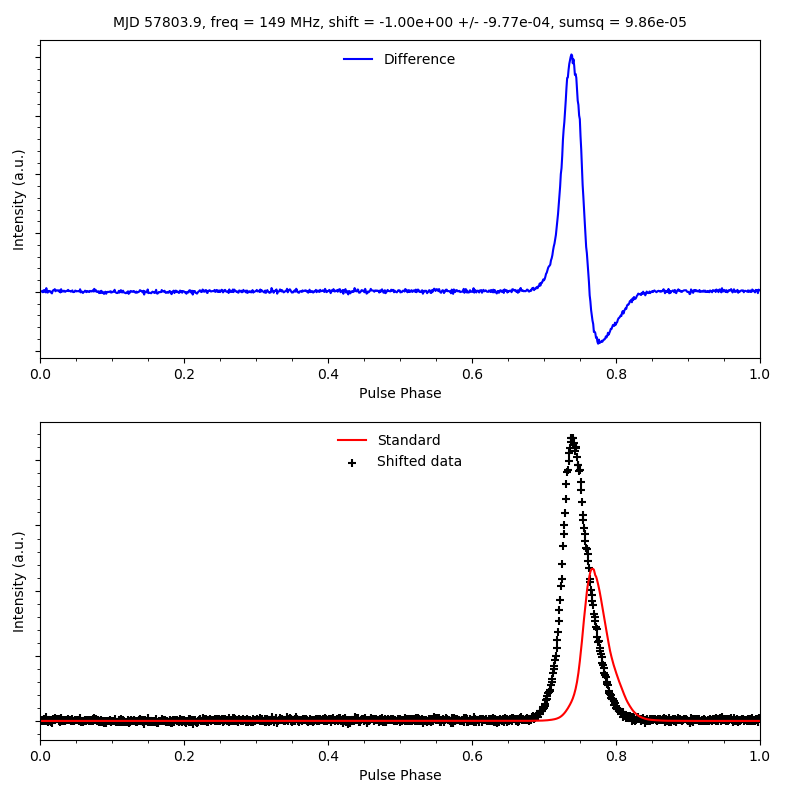 MJD 57803.9, freq = 149 MHz, shift = -1.00e+00 +/- -9.77e-04, sumsq = 9.86e-05
Difference
Intensity (a.u.)
0.0 0.2 0.4 0.6 0.8 1.0
Pulse Phase
Standard
Shifted data
Intensity (a.u.)
0.0 0.2 0.4 0.6 0.8 1.0
Pulse Phase